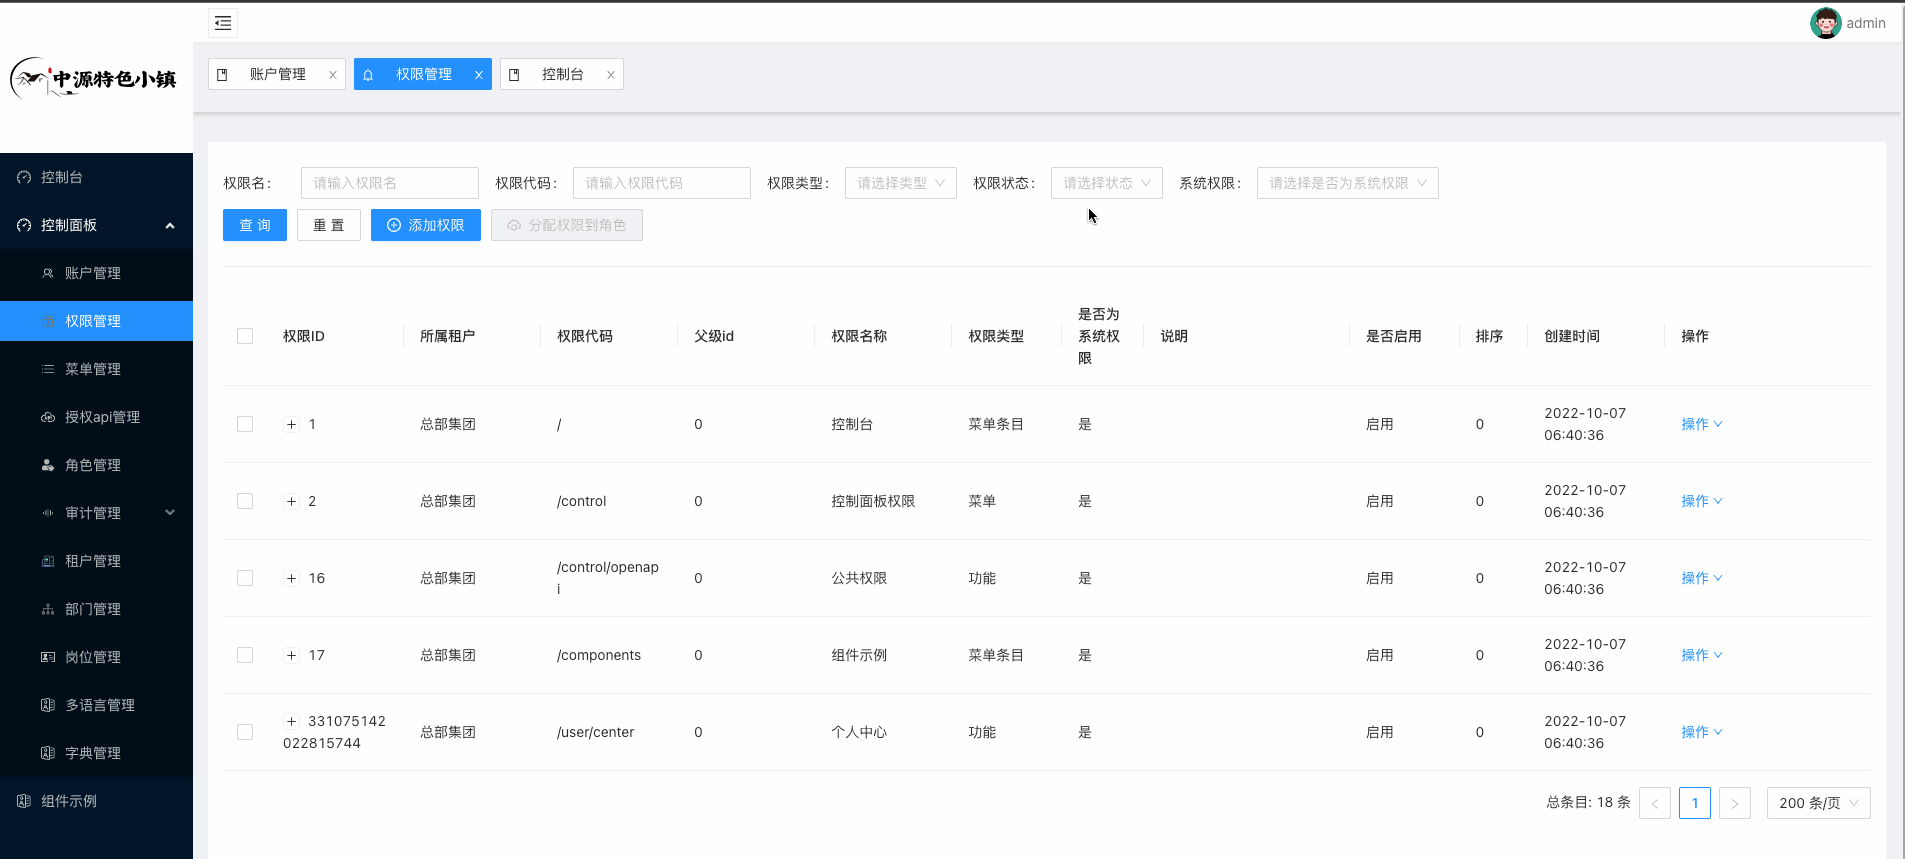 admin
中源特色小镇
账户管理
权限管理
控制台
控制台
控制面板
账户管理
权限管理
菜单管理
授权api管理
角色管理
审计管理
租户管理
部门管理
岗位管理
多语言管理
字典管理
组件示例
权限名： 请输入权限名 权限代码： 请输入权限代码 权限类型： 请选择类型 权限状态： 请选择状态 系统权限： 请选择是否为系统权限
查 询 重 置 添加权限 分配权限到角色
权限ID 所属租户 权限代码 父级id 权限名称 权限类型 是否为系统权限 说明 是否启用 排序 创建时间 操作
1 总部集团 / 0 控制台 菜单条目 是 启用 0 2022-10-07 06:40:36 操作
2 总部集团 /control 0 控制面板权限 菜单 是 启用 0 2022-10-07 06:40:36 操作
16 总部集团 /control/openapi 0 公共权限 功能 是 启用 0 2022-10-07 06:40:36 操作
17 总部集团 /components 0 组件示例 菜单条目 是 启用 0 2022-10-07 06:40:36 操作
331075142022815744 总部集团 /user/center 0 个人中心 功能 是 启用 0 2022-10-07 06:40:36 操作
总条目: 18 条 < 1 > 200 条/页